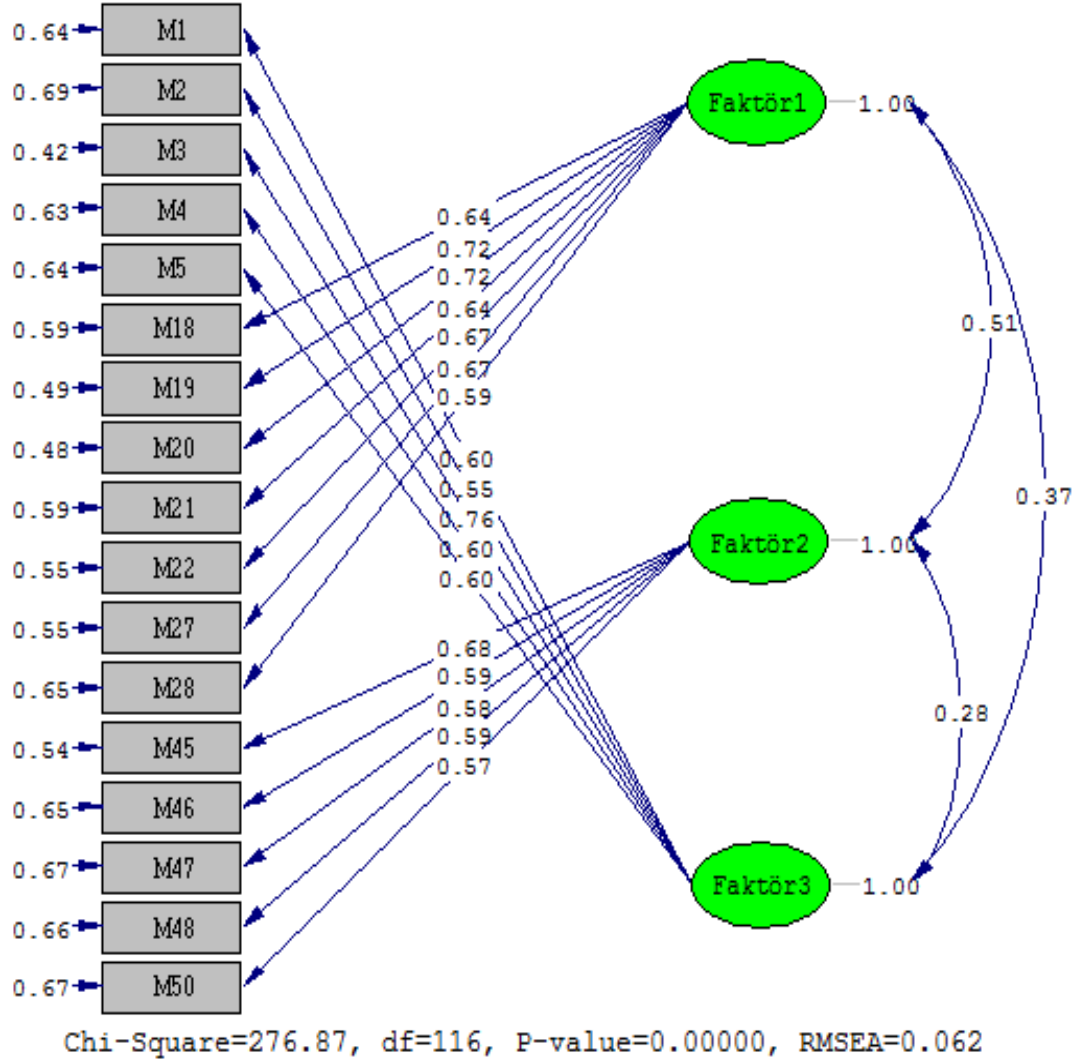 0.64 M1
0.69 M2
0.42 M3
0.63 M4
0.64 M5
0.59 M18
0.49 M19
0.48 M20
0.59 M21
0.55 M22
0.55 M27
0.65 M28
0.54 M45
0.65 M46
0.67 M47
0.66 M48
0.67 M50
0.64
0.72
0.72
0.64
0.67
0.67
0.59
0.60
0.55
0.76
0.60
0.60
0.68
0.59
0.58
0.59
0.57
Faktör1 1.00
Faktör2 1.00
Faktör3 1.00
0.51
0.37
0.28
Chi-Square=276.87, df=116, P-value=0.00000, RMSEA=0.062